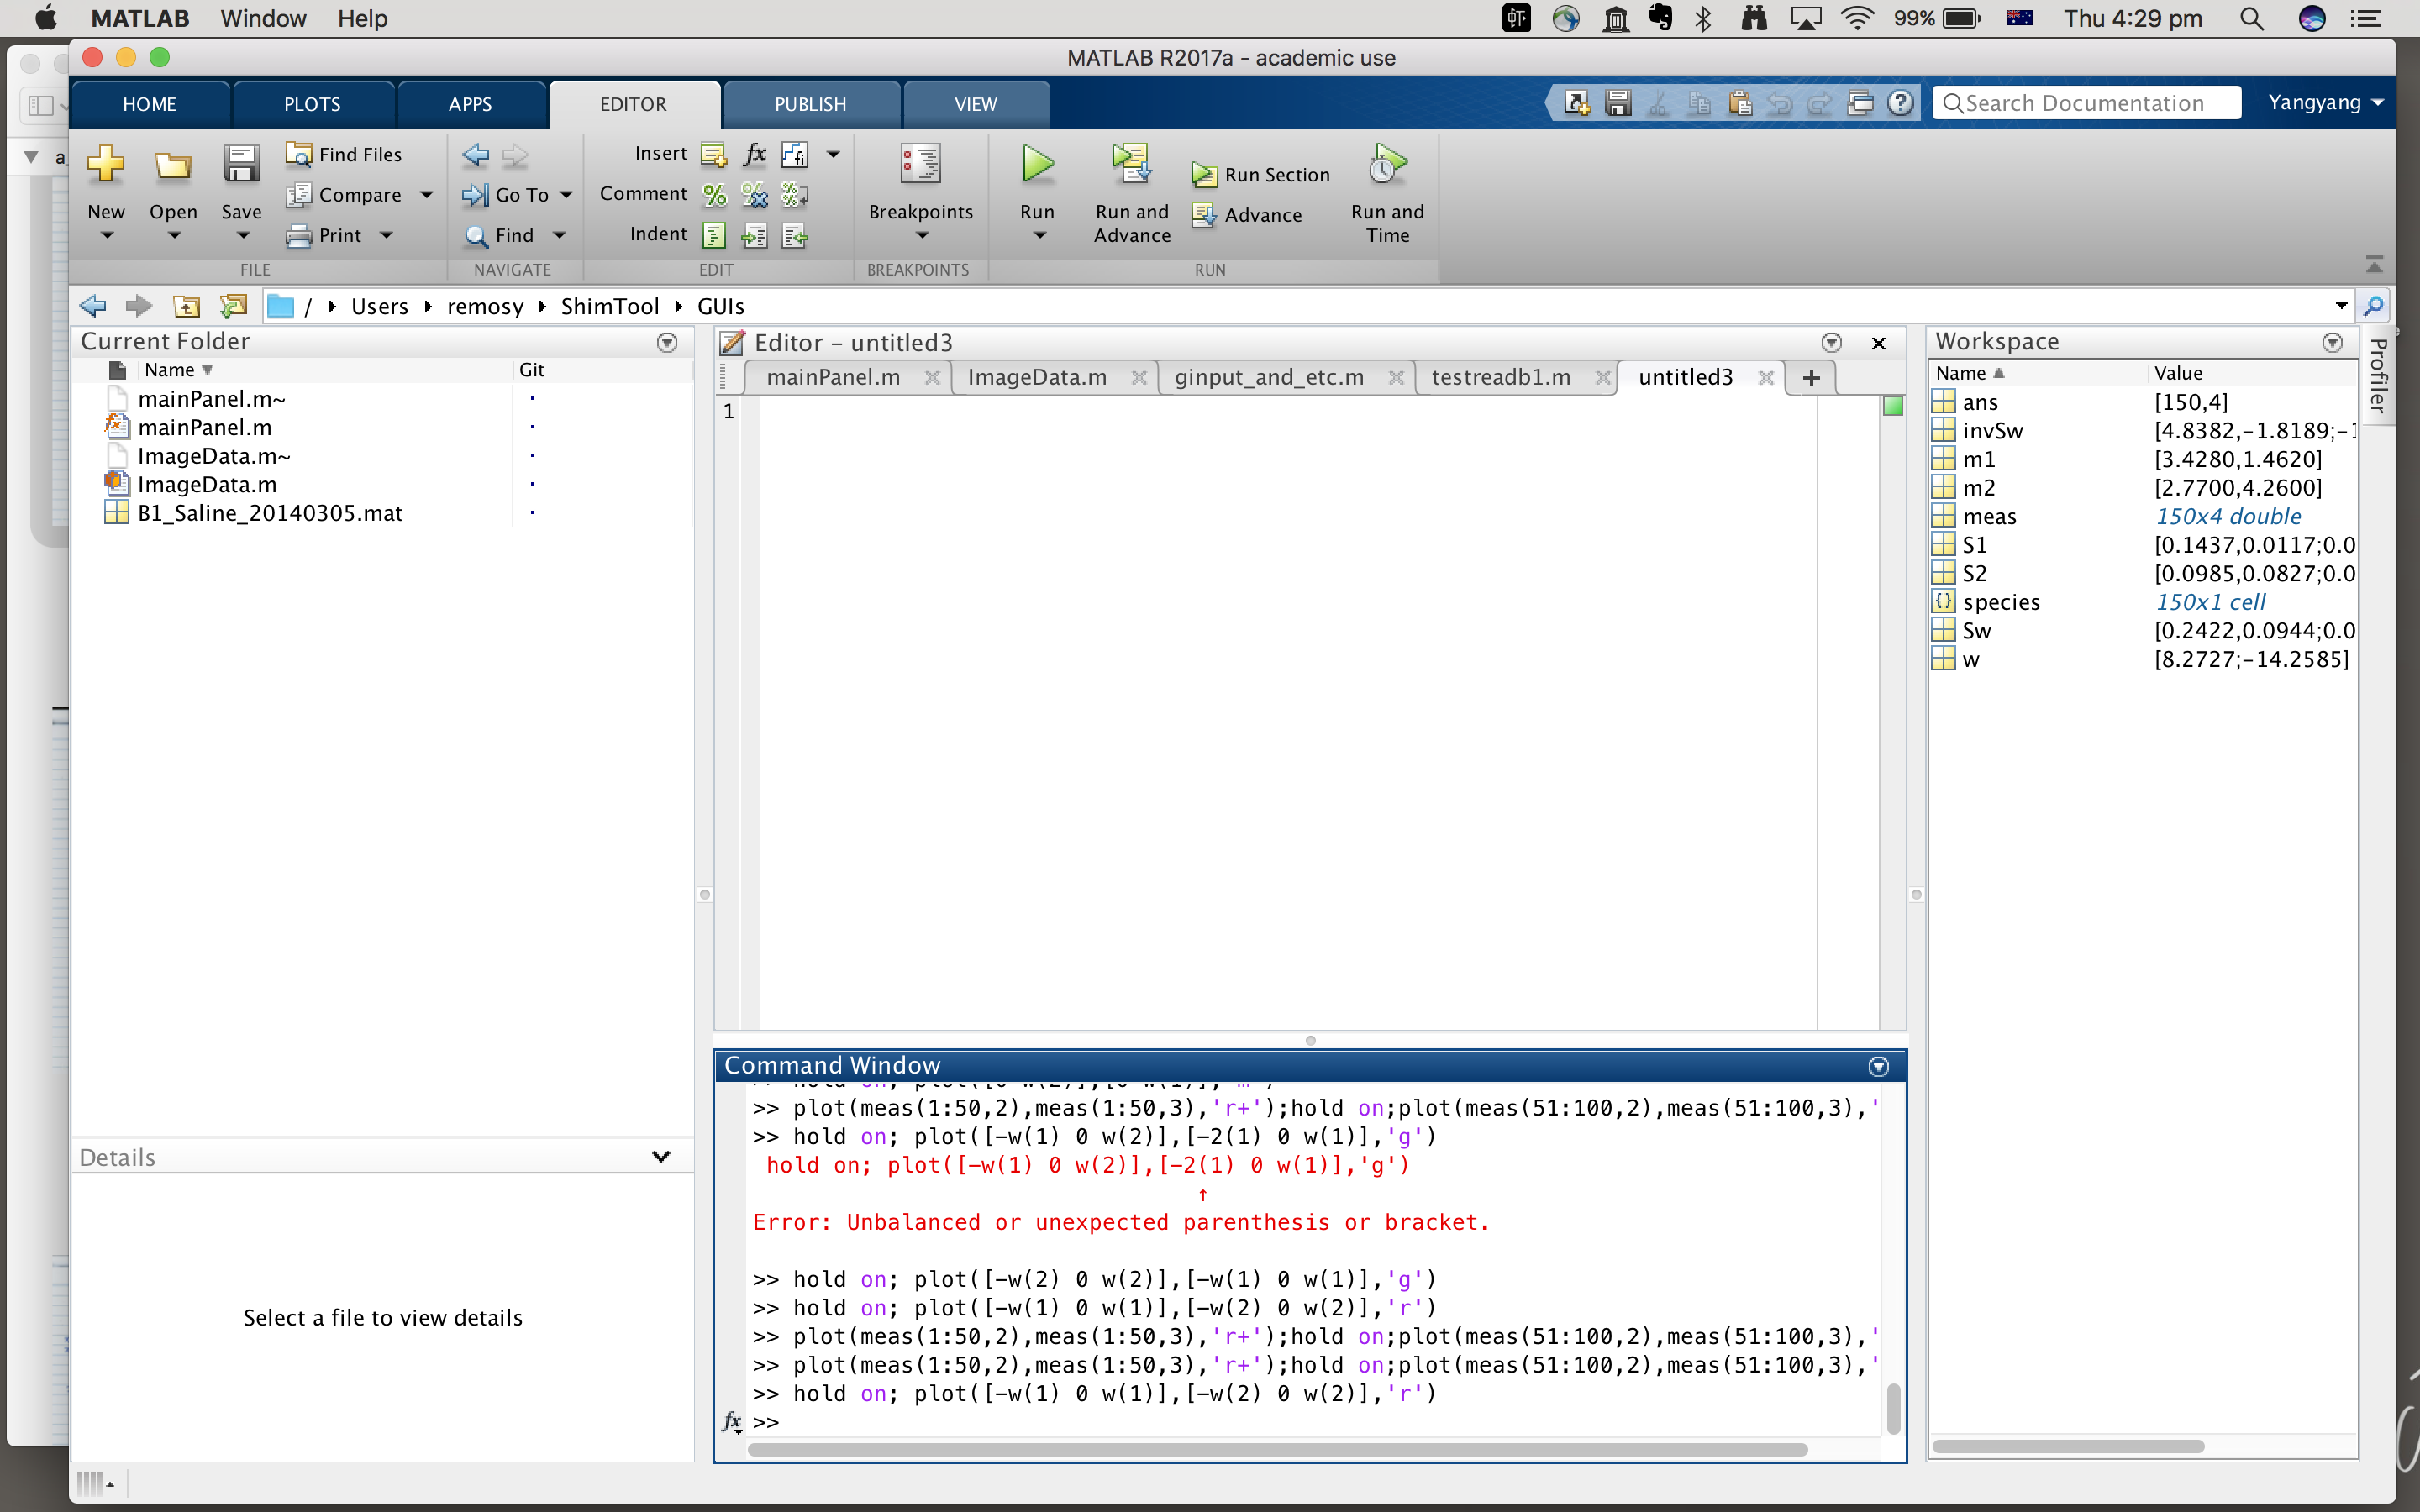 MATLAB Window Help
99% Thu 4:29 pm
MATLAB R2017a - academic use
HOME PLOTS APPS EDITOR PUBLISH VIEW
Search Documentation Yangyang
New
Open
Save
Find Files
Compare
Print
FILE
Go To
Find
NAVIGATE
Insert
Comment
Indent
EDIT
Breakpoints
BREAKPOINTS
Run
Run and
Advance
Run Section
Advance
Run and
Time
RUN
/ Users remosy ShimTool GUIs
Current Folder
Name Git
mainPanel.m~
mainPanel.m
ImageData.m~
ImageData.m
B1_Saline_20140305.mat
Details
Select a file to view details
Editor - untitled3
mainPanel.m ImageData.m ginput_and_etc.m testreadb1.m untitled3
1
Command Window
>> plot(meas(1:50,2),meas(1:50,3),'r+');hold on;plot(meas(51:100,2),meas(51:100,3),'
>> hold on; plot([-w(1) 0 w(2)],[-2(1) 0 w(1)],'g')
hold on; plot([-w(1) 0 w(2)],[-2(1) 0 w(1)],'g')
↑
Error: Unbalanced or unexpected parenthesis or bracket.
>> hold on; plot([-w(2) 0 w(2)],[-w(1) 0 w(1)],'g')
>> hold on; plot([-w(1) 0 w(1)],[-w(2) 0 w(2)],'r')
>> plot(meas(1:50,2),meas(1:50,3),'r+');hold on;plot(meas(51:100,2),meas(51:100,3),'
>> plot(meas(1:50,2),meas(1:50,3),'r+');hold on;plot(meas(51:100,2),meas(51:100,3),'
>> hold on; plot([-w(1) 0 w(1)],[-w(2) 0 w(2)],'r')
fx >>
Workspace
Name Value
ans [150,4]
invSw [4.8382,-1.8189;-1
m1 [3.4280,1.4620]
m2 [2.7700,4.2600]
meas 150x4 double
S1 [0.1437,0.0117;0.0
S2 [0.0985,0.0827;0.0
species 150x1 cell
Sw [0.2422,0.0944;0.0
w [8.2727;-14.2585]
Profiler